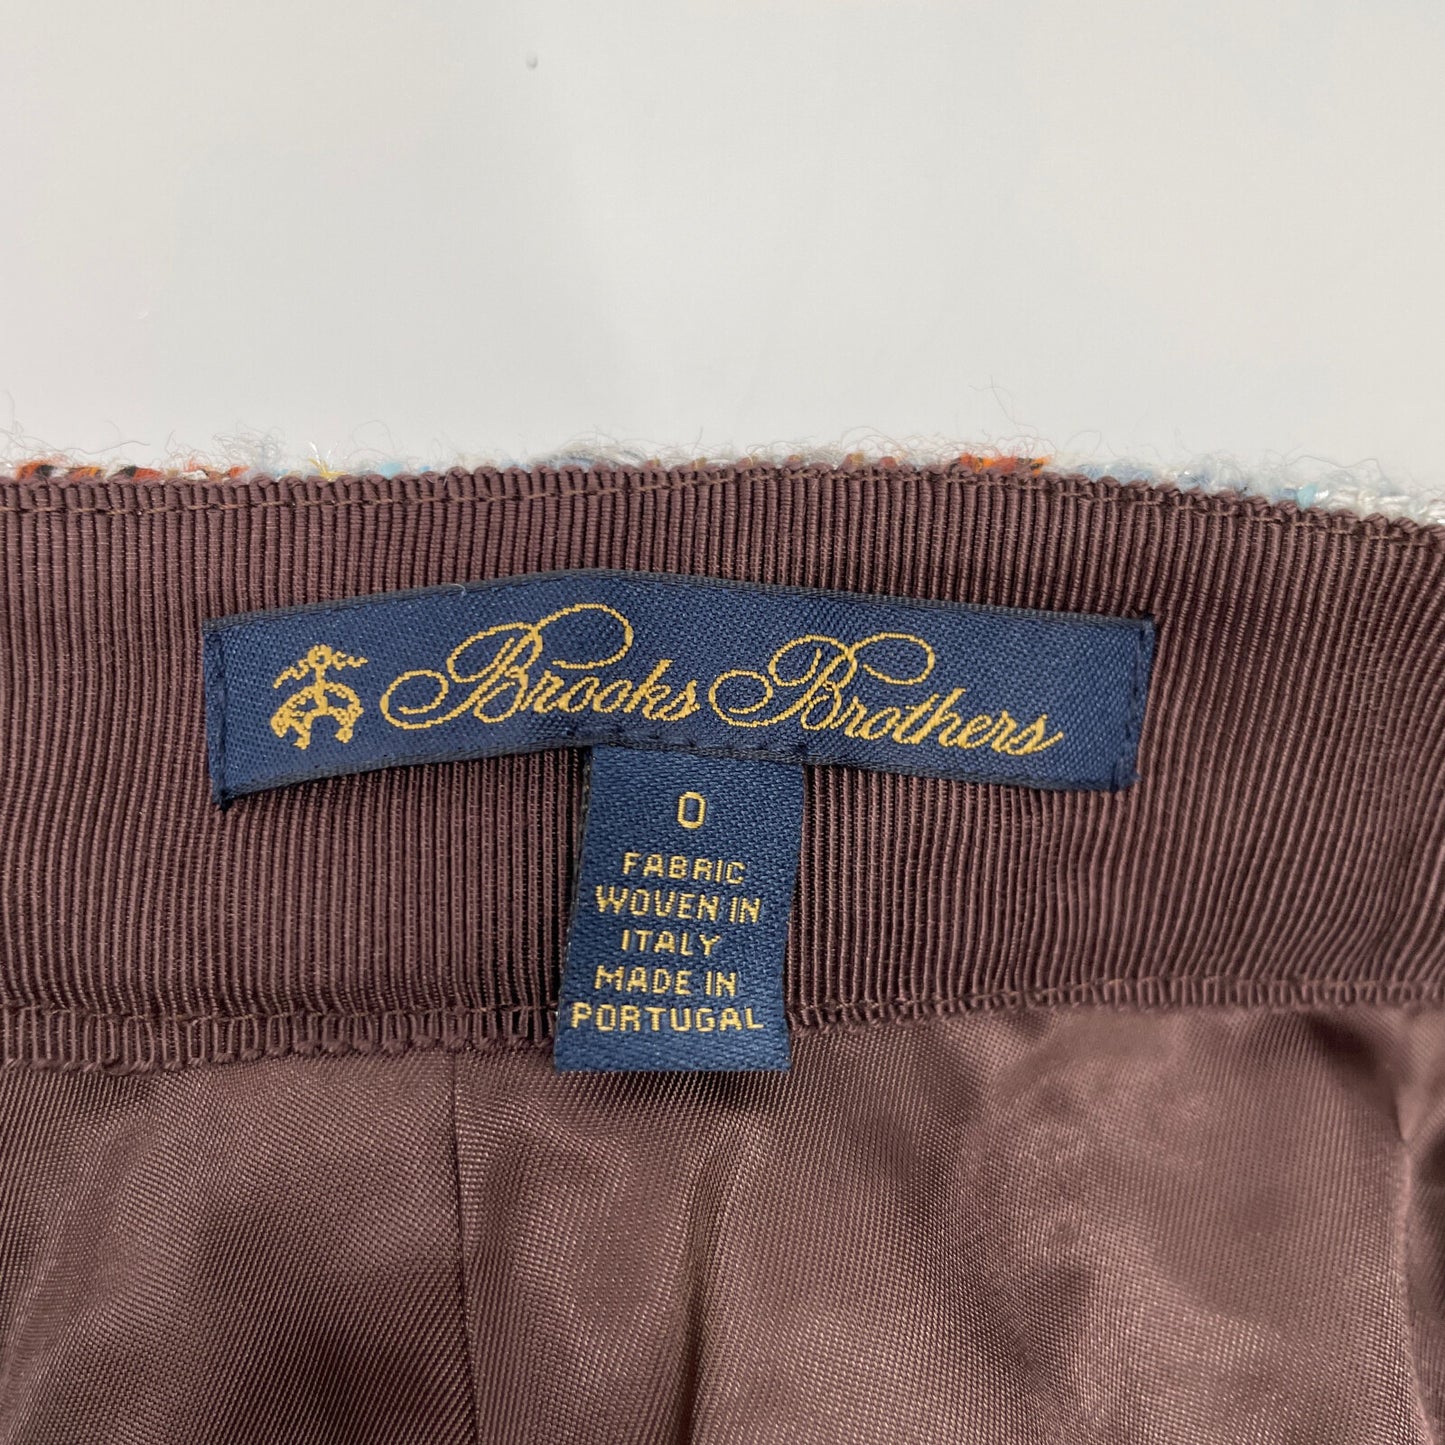 Brooks Brothers
0
FABRIC
WOVEN IN
ITALY
MADE IN
PORTUGAL